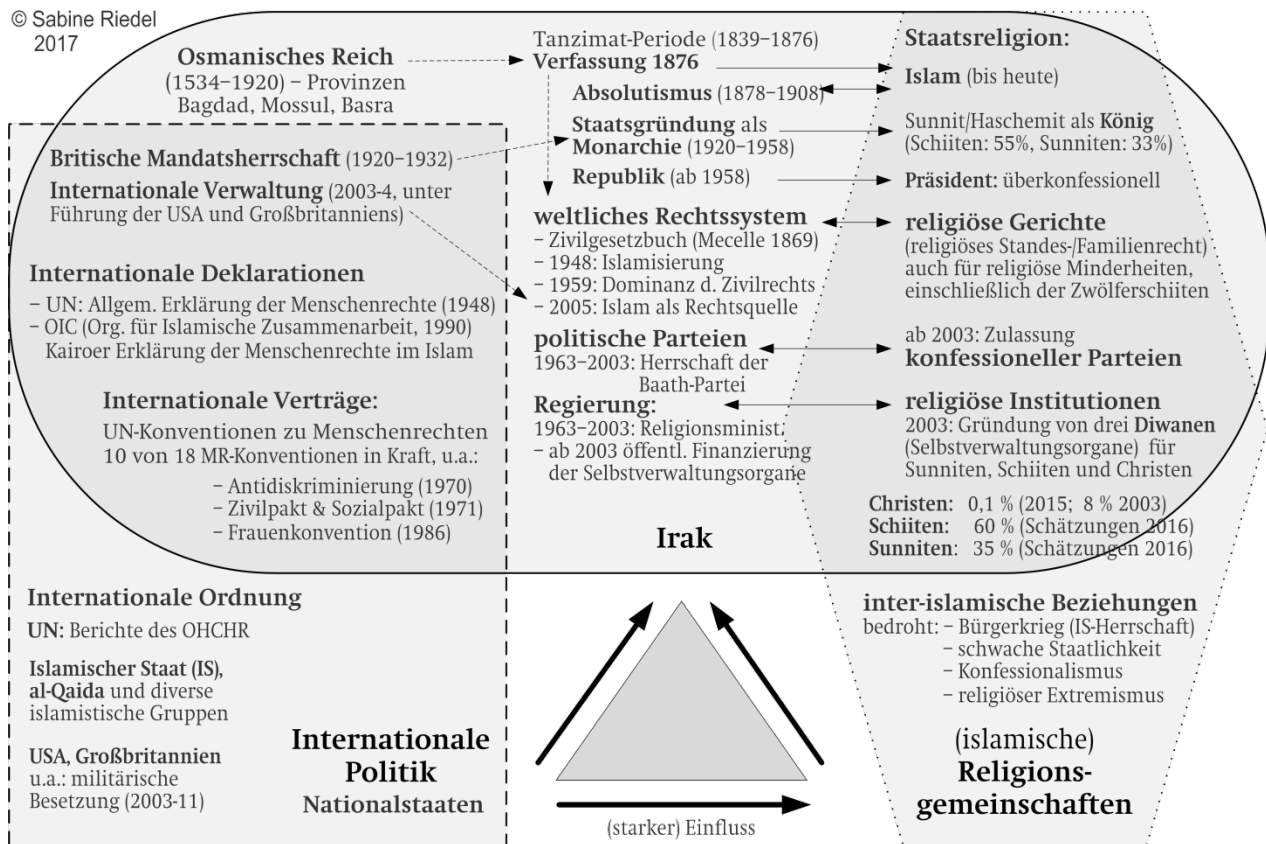 © Sabine Riedel
2017
Osmanisches Reich
(1534–1920) – Provinzen
Bagdad, Mossul, Basra
Britische Mandatsherrschaft (1920–1932)
Internationale Verwaltung (2003-4, unter
Führung der USA und Großbritanniens)
Internationale Deklarationen
– UN: Allgem. Erklärung der Menschenrechte (1948)
– OIC (Org. für Islamische Zusammenarbeit, 1990)
Kairoer Erklärung der Menschenrechte im Islam
Internationale Verträge:
UN-Konventionen zu Menschenrechten
10 von 18 MR-Konventionen in Kraft, u.a.:
– Antidiskriminierung (1970)
– Zivilpakt & Sozialpakt (1971)
– Frauenkonvention (1986)
Internationale Ordnung
UN: Berichte des OHCHR
Islamischer Staat (IS),
al-Qaida und diverse
islamistische Gruppen
USA, Großbritannien
u.a.: militärische
Besetzung (2003-11)
Internationale
Politik
Nationalstaaten
Tanzimat-Periode (1839–1876)
Verfassung 1876
Absolutismus (1878–1908)
Staatsgründung als
Monarchie (1920–1958)
Republik (ab 1958)
weltliches Rechtssystem
– Zivilgesetzbuch (Mecelle 1869)
– 1948: Islamisierung
– 1959: Dominanz d. Zivilrechts
– 2005: Islam als Rechtsquelle
politische Parteien
1963–2003: Herrschaft der
Baath-Partei
Regierung:
1963–2003: Religionsminist.
– ab 2003 öffentl. Finanzierung
der Selbstverwaltungsorgane
Irak
(starker) Einfluss
Staatsreligion:
Islam (bis heute)
Sunnit/Haschemit als König
(Schiiten: 55%, Sunniten: 33%)
Präsident: überkonfessionell
religiöse Gerichte
(religiöses Standes-/Familienrecht)
auch für religiöse Minderheiten,
einschließlich der Zwölferschiiten
ab 2003: Zulassung
konfessioneller Parteien
religiöse Institutionen
2003: Gründung von drei Diwanen
(Selbstverwaltungsorgane) für
Sunniten, Schiiten und Christen
Christen: 0,1 % (2015; 8 % 2003)
Schiiten: 60 % (Schätzungen 2016)
Sunniten: 35 % (Schätzungen 2016)
inter-islamische Beziehungen
bedroht: – Bürgerkrieg (IS-Herrschaft)
– schwache Staatlichkeit
– Konfessionalismus
– religiöser Extremismus
(islamische)
Religions-
gemeinschaften